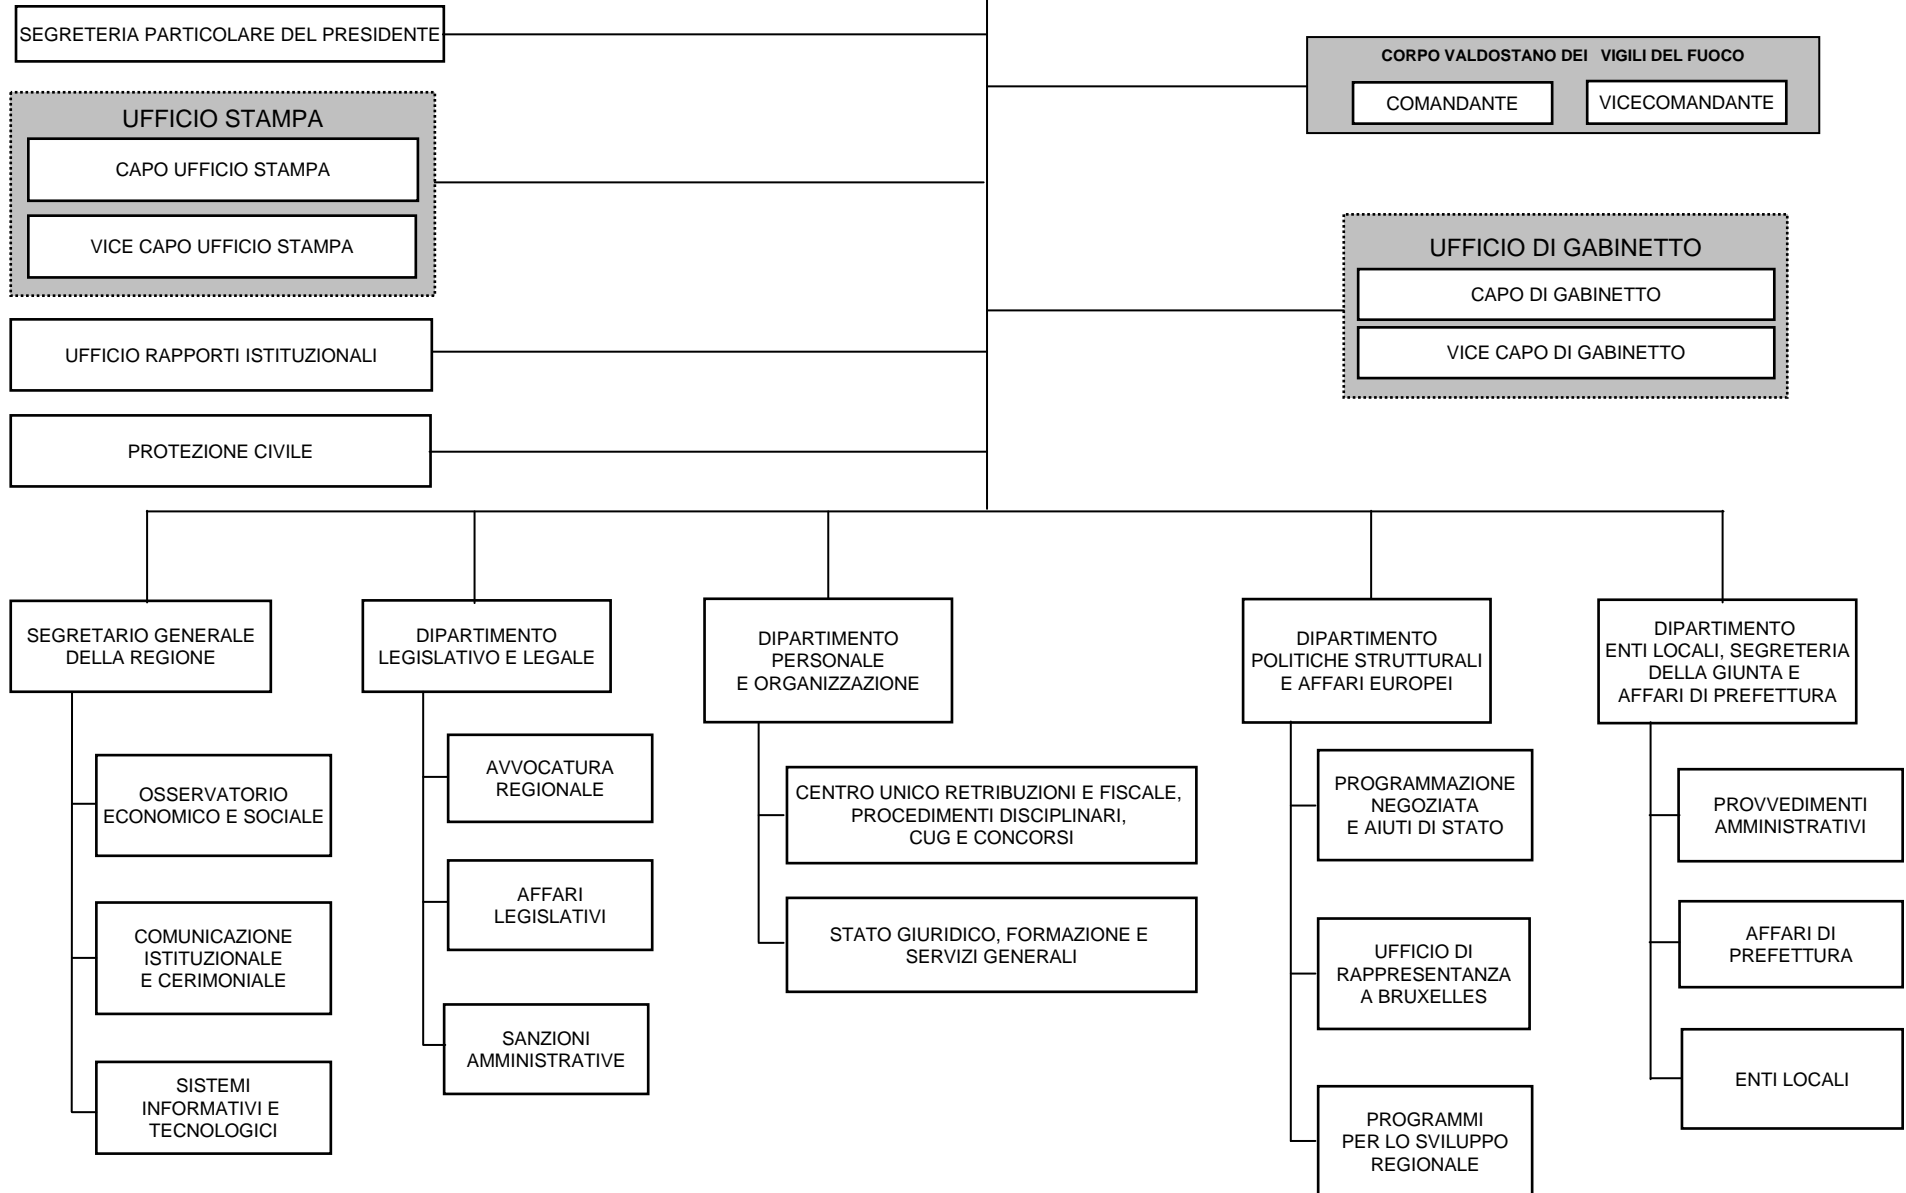 SEGRETERIA PARTICOLARE DEL PRESIDENTE
CORPO VALDOSTANO DEI VIGILI DEL FUOCO
COMANDANTE
VICECOMANDANTE
UFFICIO STAMPA
CAPO UFFICIO STAMPA
VICE CAPO UFFICIO STAMPA
UFFICIO DI GABINETTO
CAPO DI GABINETTO
VICE CAPO DI GABINETTO
UFFICIO RAPPORTI ISTITUZIONALI
PROTEZIONE CIVILE
SEGRETARIO GENERALE
DELLA REGIONE
OSSERVATORIO
ECONOMICO E SOCIALE
COMUNICAZIONE
ISTITUZIONALE
E CERIMONIALE
SISTEMI
INFORMATIVI E
TECNOLOGICI
DIPARTIMENTO
LEGISLATIVO E LEGALE
AVVOCATURA
REGIONALE
AFFARI
LEGISLATIVI
SANZIONI
AMMINISTRATIVE
DIPARTIMENTO
PERSONALE
E ORGANIZZAZIONE
CENTRO UNICO RETRIBUZIONI E FISCALE,
PROCEDIMENTI DISCIPLINARI,
CUG E CONCORSI
STATO GIURIDICO, FORMAZIONE E
SERVIZI GENERALI
DIPARTIMENTO
POLITICHE STRUTTURALI
E AFFARI EUROPEI
PROGRAMMAZIONE
NEGOZIATA
E AIUTI DI STATO
UFFICIO DI
RAPPRESENTANZA
A BRUXELLES
PROGRAMMI
PER LO SVILUPPO
REGIONALE
DIPARTIMENTO
ENTI LOCALI, SEGRETERIA
DELLA GIUNTA E
AFFARI DI PREFETTURA
PROVVEDIMENTI
AMMINISTRATIVI
AFFARI DI
PREFETTURA
ENTI LOCALI